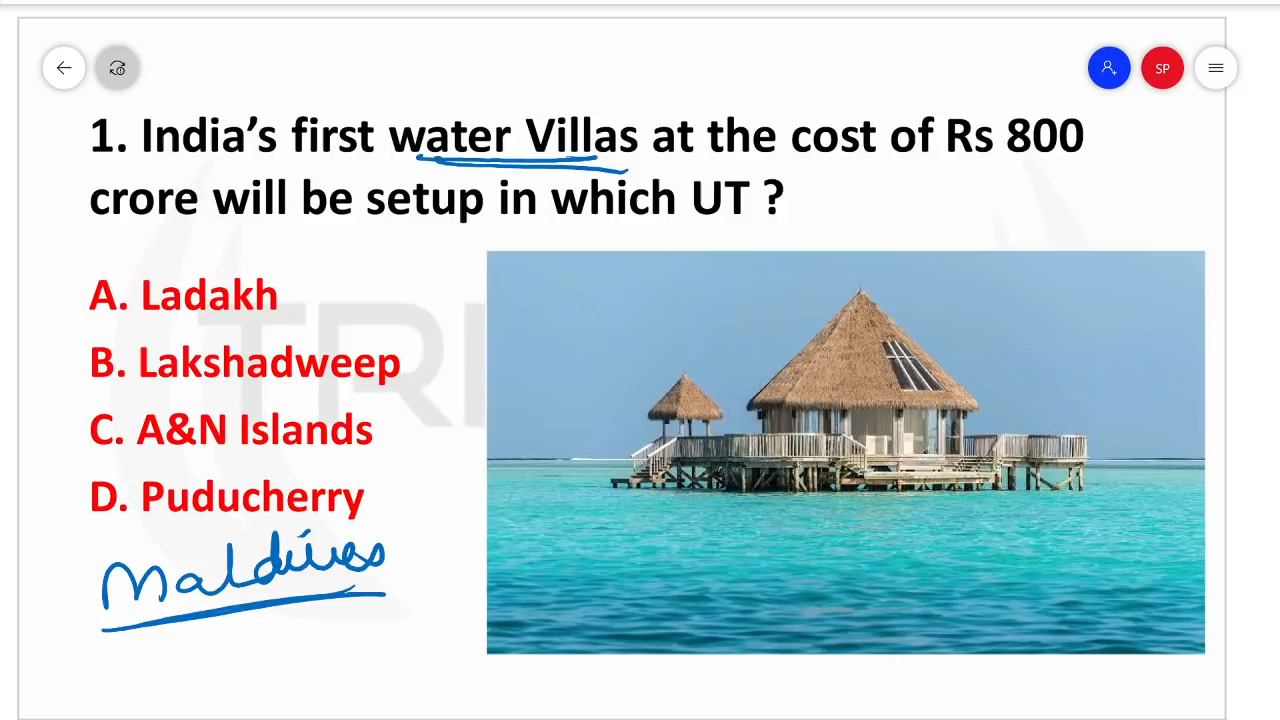 SP
1. India's first water Villas at the cost of Rs 800
crore will be setup in which UT ?
A. Ladakh
B. Lakshadweep
C. A&N Islands
D. Puducherry
Maldives